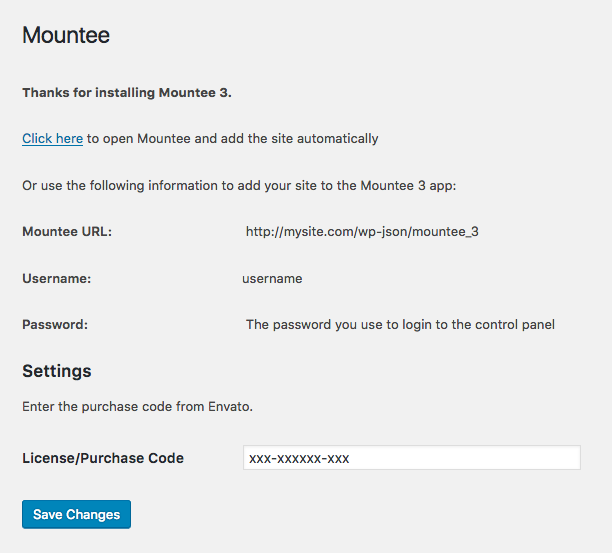 Mountee
Thanks for installing Mountee 3.
Click here to open Mountee and add the site automatically
Or use the following information to add your site to the Mountee 3 app:
Mountee URL: http://mysite.com/wp-json/mountee_3
Username: username
Password: The password you use to login to the control panel
Settings
Enter the purchase code from Envato.
License/Purchase Code xxx-xxxxxx-xxx
Save Changes